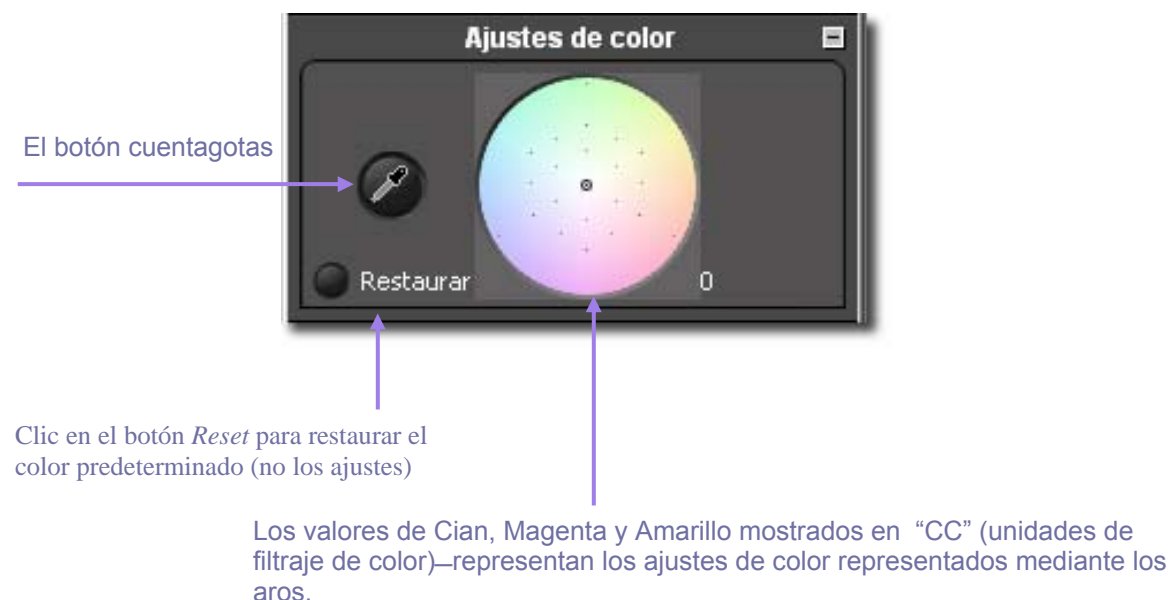 Ajustes de color
El botón cuentagotas
Restaurar
0
Clic en el botón Reset para restaurar el
color predeterminado (no los ajustes)
Los valores de Cian, Magenta y Amarillo mostrados en “CC” (unidades de
filtraje de color)—representan los ajustes de color representados mediante los
aros.